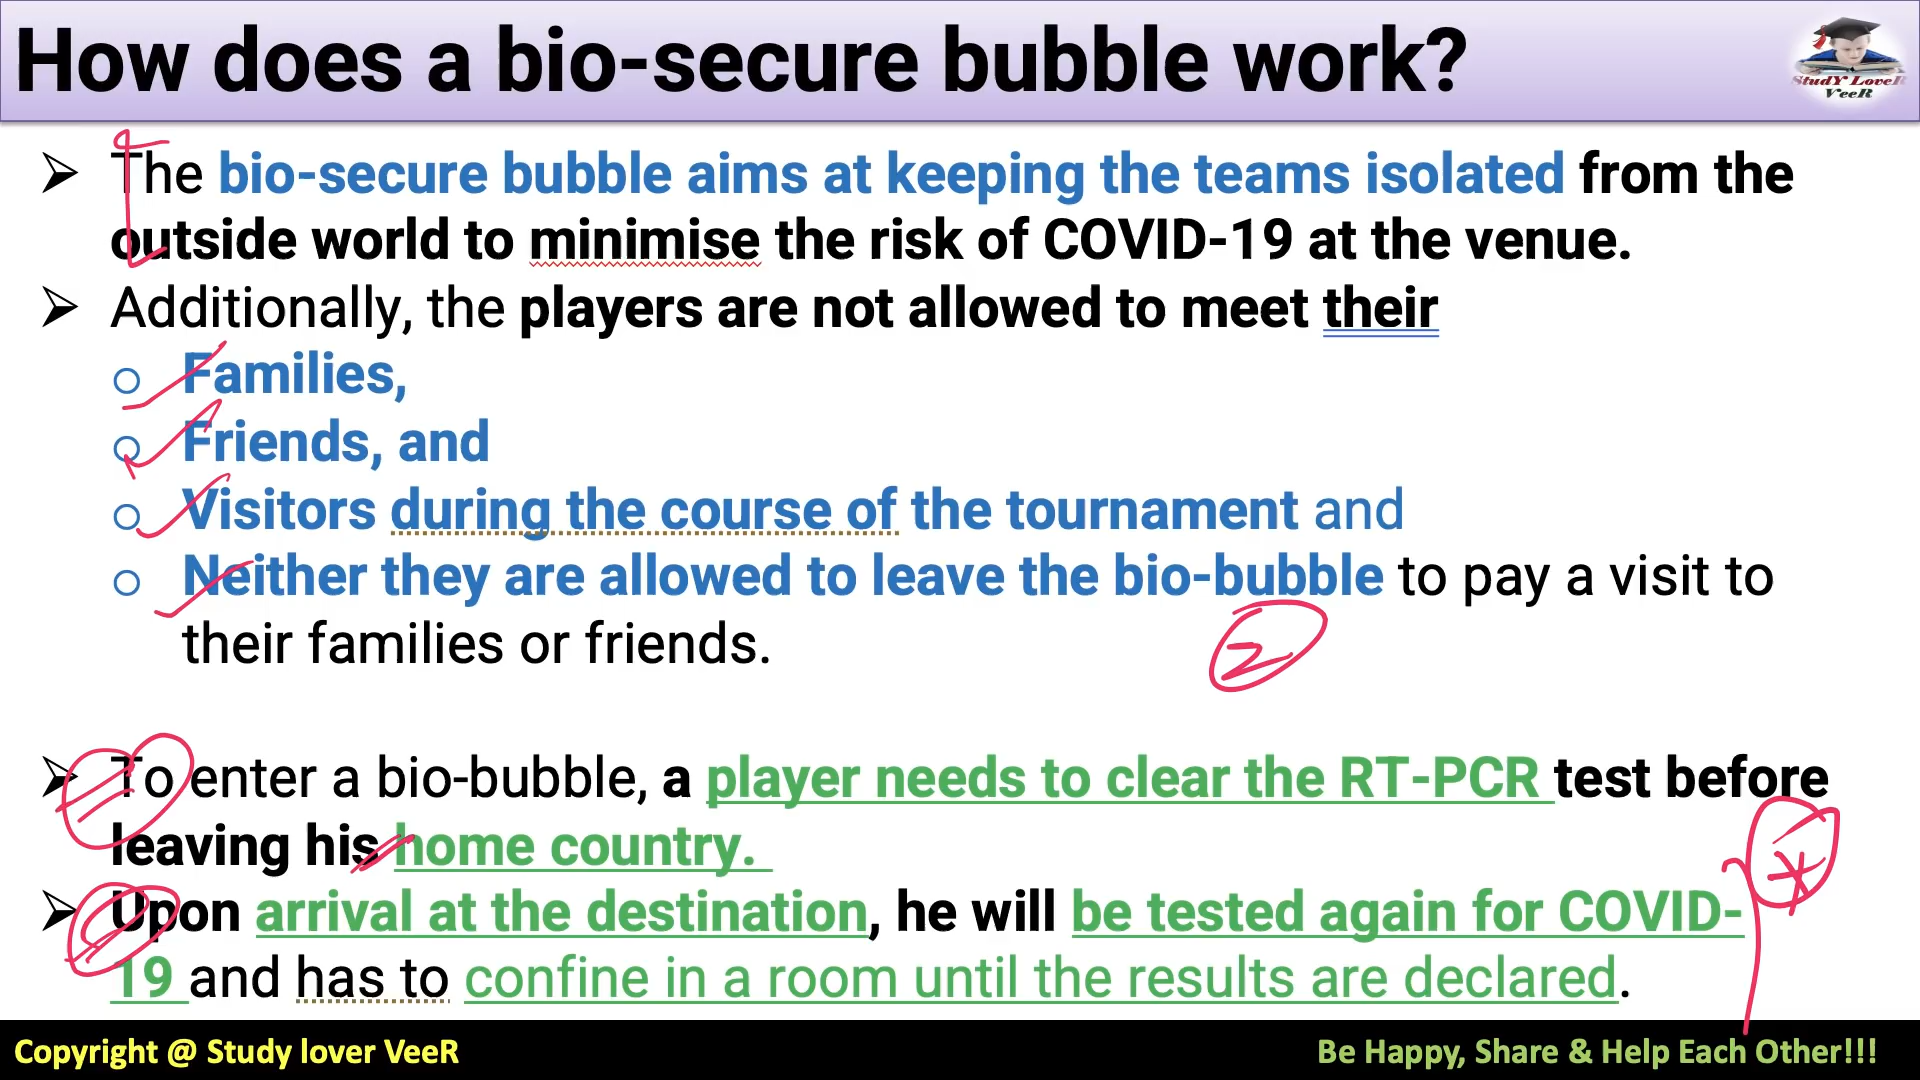 How does a bio-secure bubble work?
StudY LoveR
VeeR
➢ The bio-secure bubble aims at keeping the teams isolated from the
outside world to minimise the risk of COVID-19 at the venue.
➢ Additionally, the players are not allowed to meet their
o Families,
o Friends, and
o Visitors during the course of the tournament and
o Neither they are allowed to leave the bio-bubble to pay a visit to
their families or friends.
2
➢ To enter a bio-bubble, a player needs to clear the RT-PCR test before
leaving his home country.
➢ Upon arrival at the destination, he will be tested again for COVID-
19 and has to confine in a room until the results are declared.
Copyright @ Study lover VeeR
Be Happy, Share & Help Each Other!!!